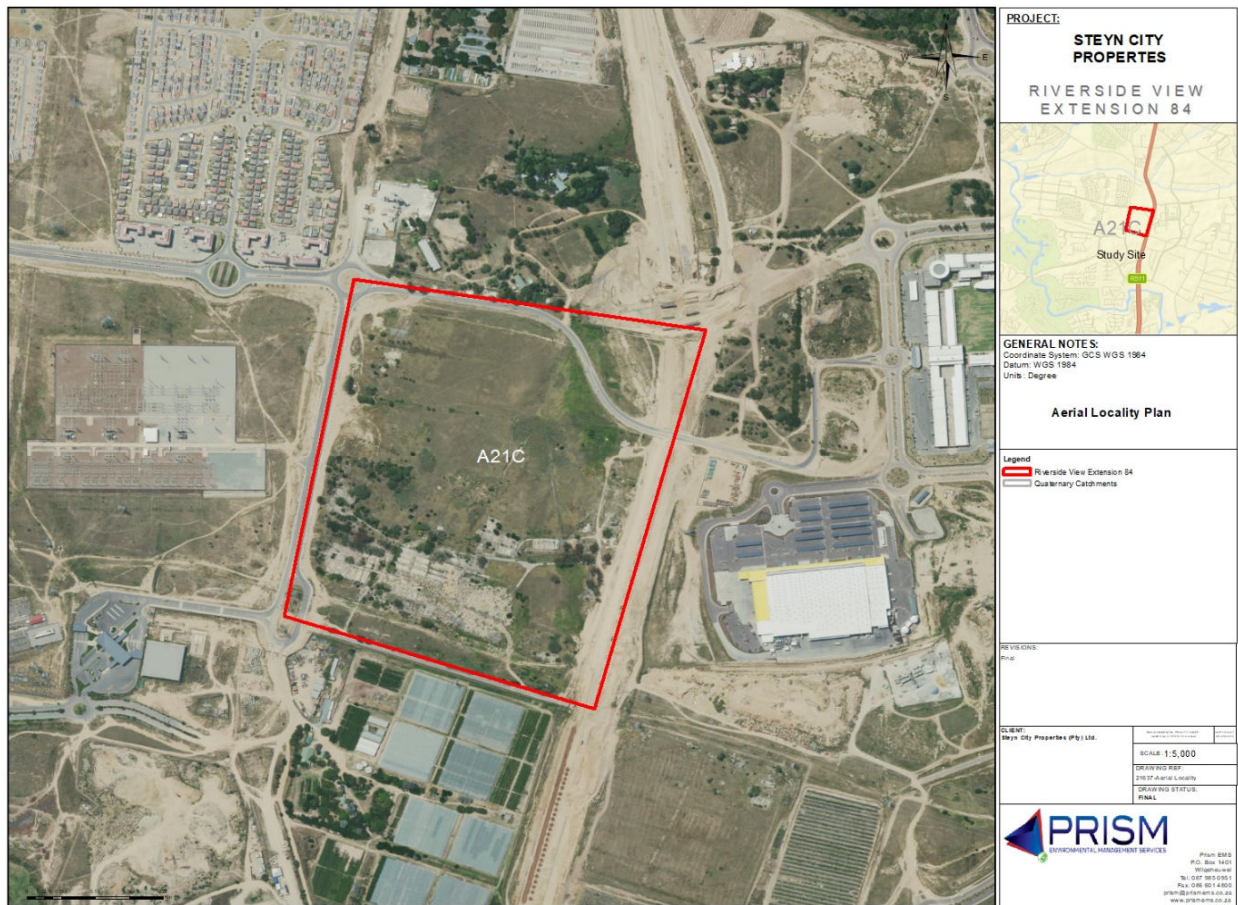 N
W
E
S
A21C
PROJECT:
STEYN CITY
PROPERTES
RIVERSIDE VIEW
EXTENSION 84
A21C
Study Site
R511
GENERAL NOTES:
Coordinate System: GCS WGS 1984
Datum: WGS 1984
Units: Degree
Aerial Locality Plan
Legend
Riverside View Extension 84
Quaternary Catchments
REVISIONS:
Final
CLIENT:
Steyn City Properties (Pty) Ltd.
SCALE: 1:5,000
DRAWING REF:
21637-Aerial Locality
DRAWING STATUS:
FINAL
PRISM
ENVIRONMENTAL MANAGEMENT SERVICES
Prism EMS
P.O. Box 1401
Wilgeheuwel
Tel: 087 985 0951
Fax: 086 601 4800
prism@prismems.co.za
www.prismems.co.za